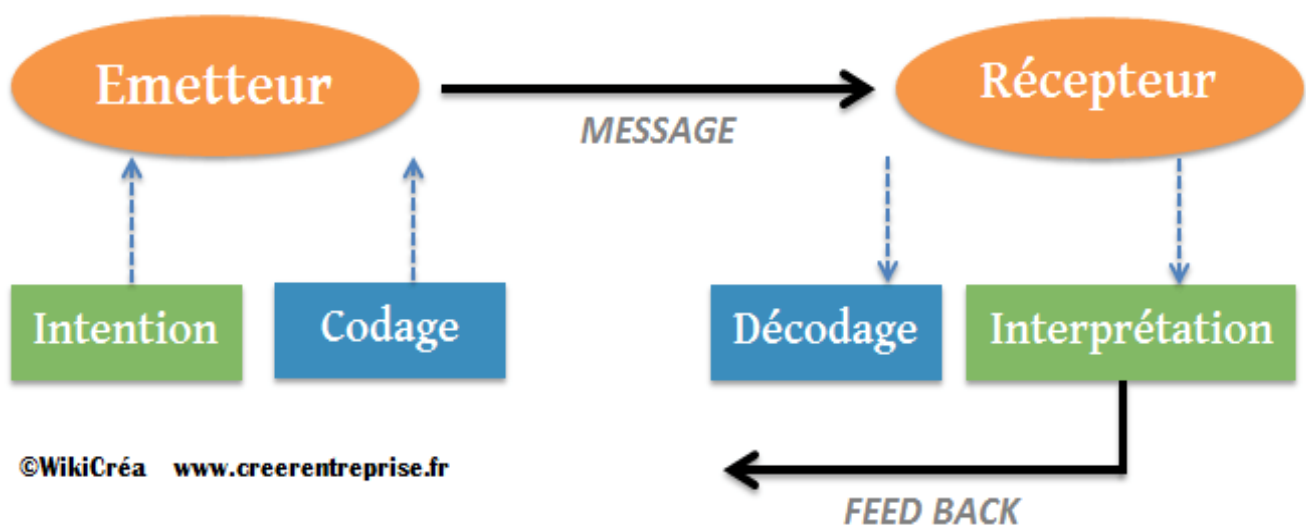 Emetteur
Récepteur
MESSAGE
Intention
Codage
Décodage
Interprétation
©WikiCréa www.creerentreprise.fr
FEED BACK